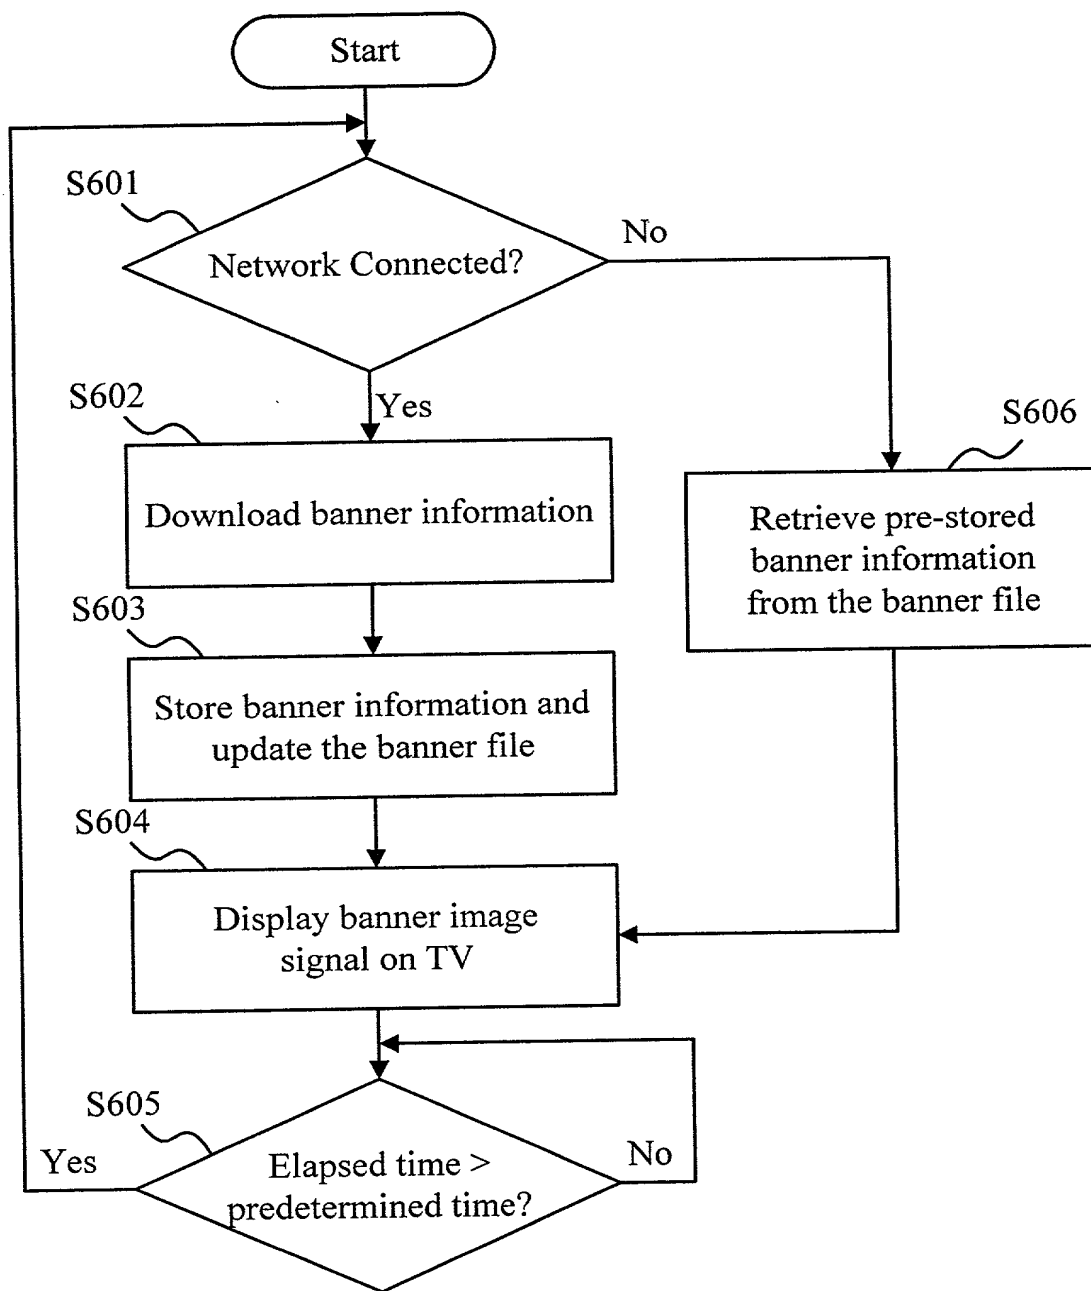 Start
S601
Network Connected?
No
Yes
S602
Download banner information
S606
Retrieve pre-stored
banner information
from the banner file
S603
Store banner information and
update the banner file
S604
Display banner image
signal on TV
S605
Yes
Elapsed time >
predetermined time?
No